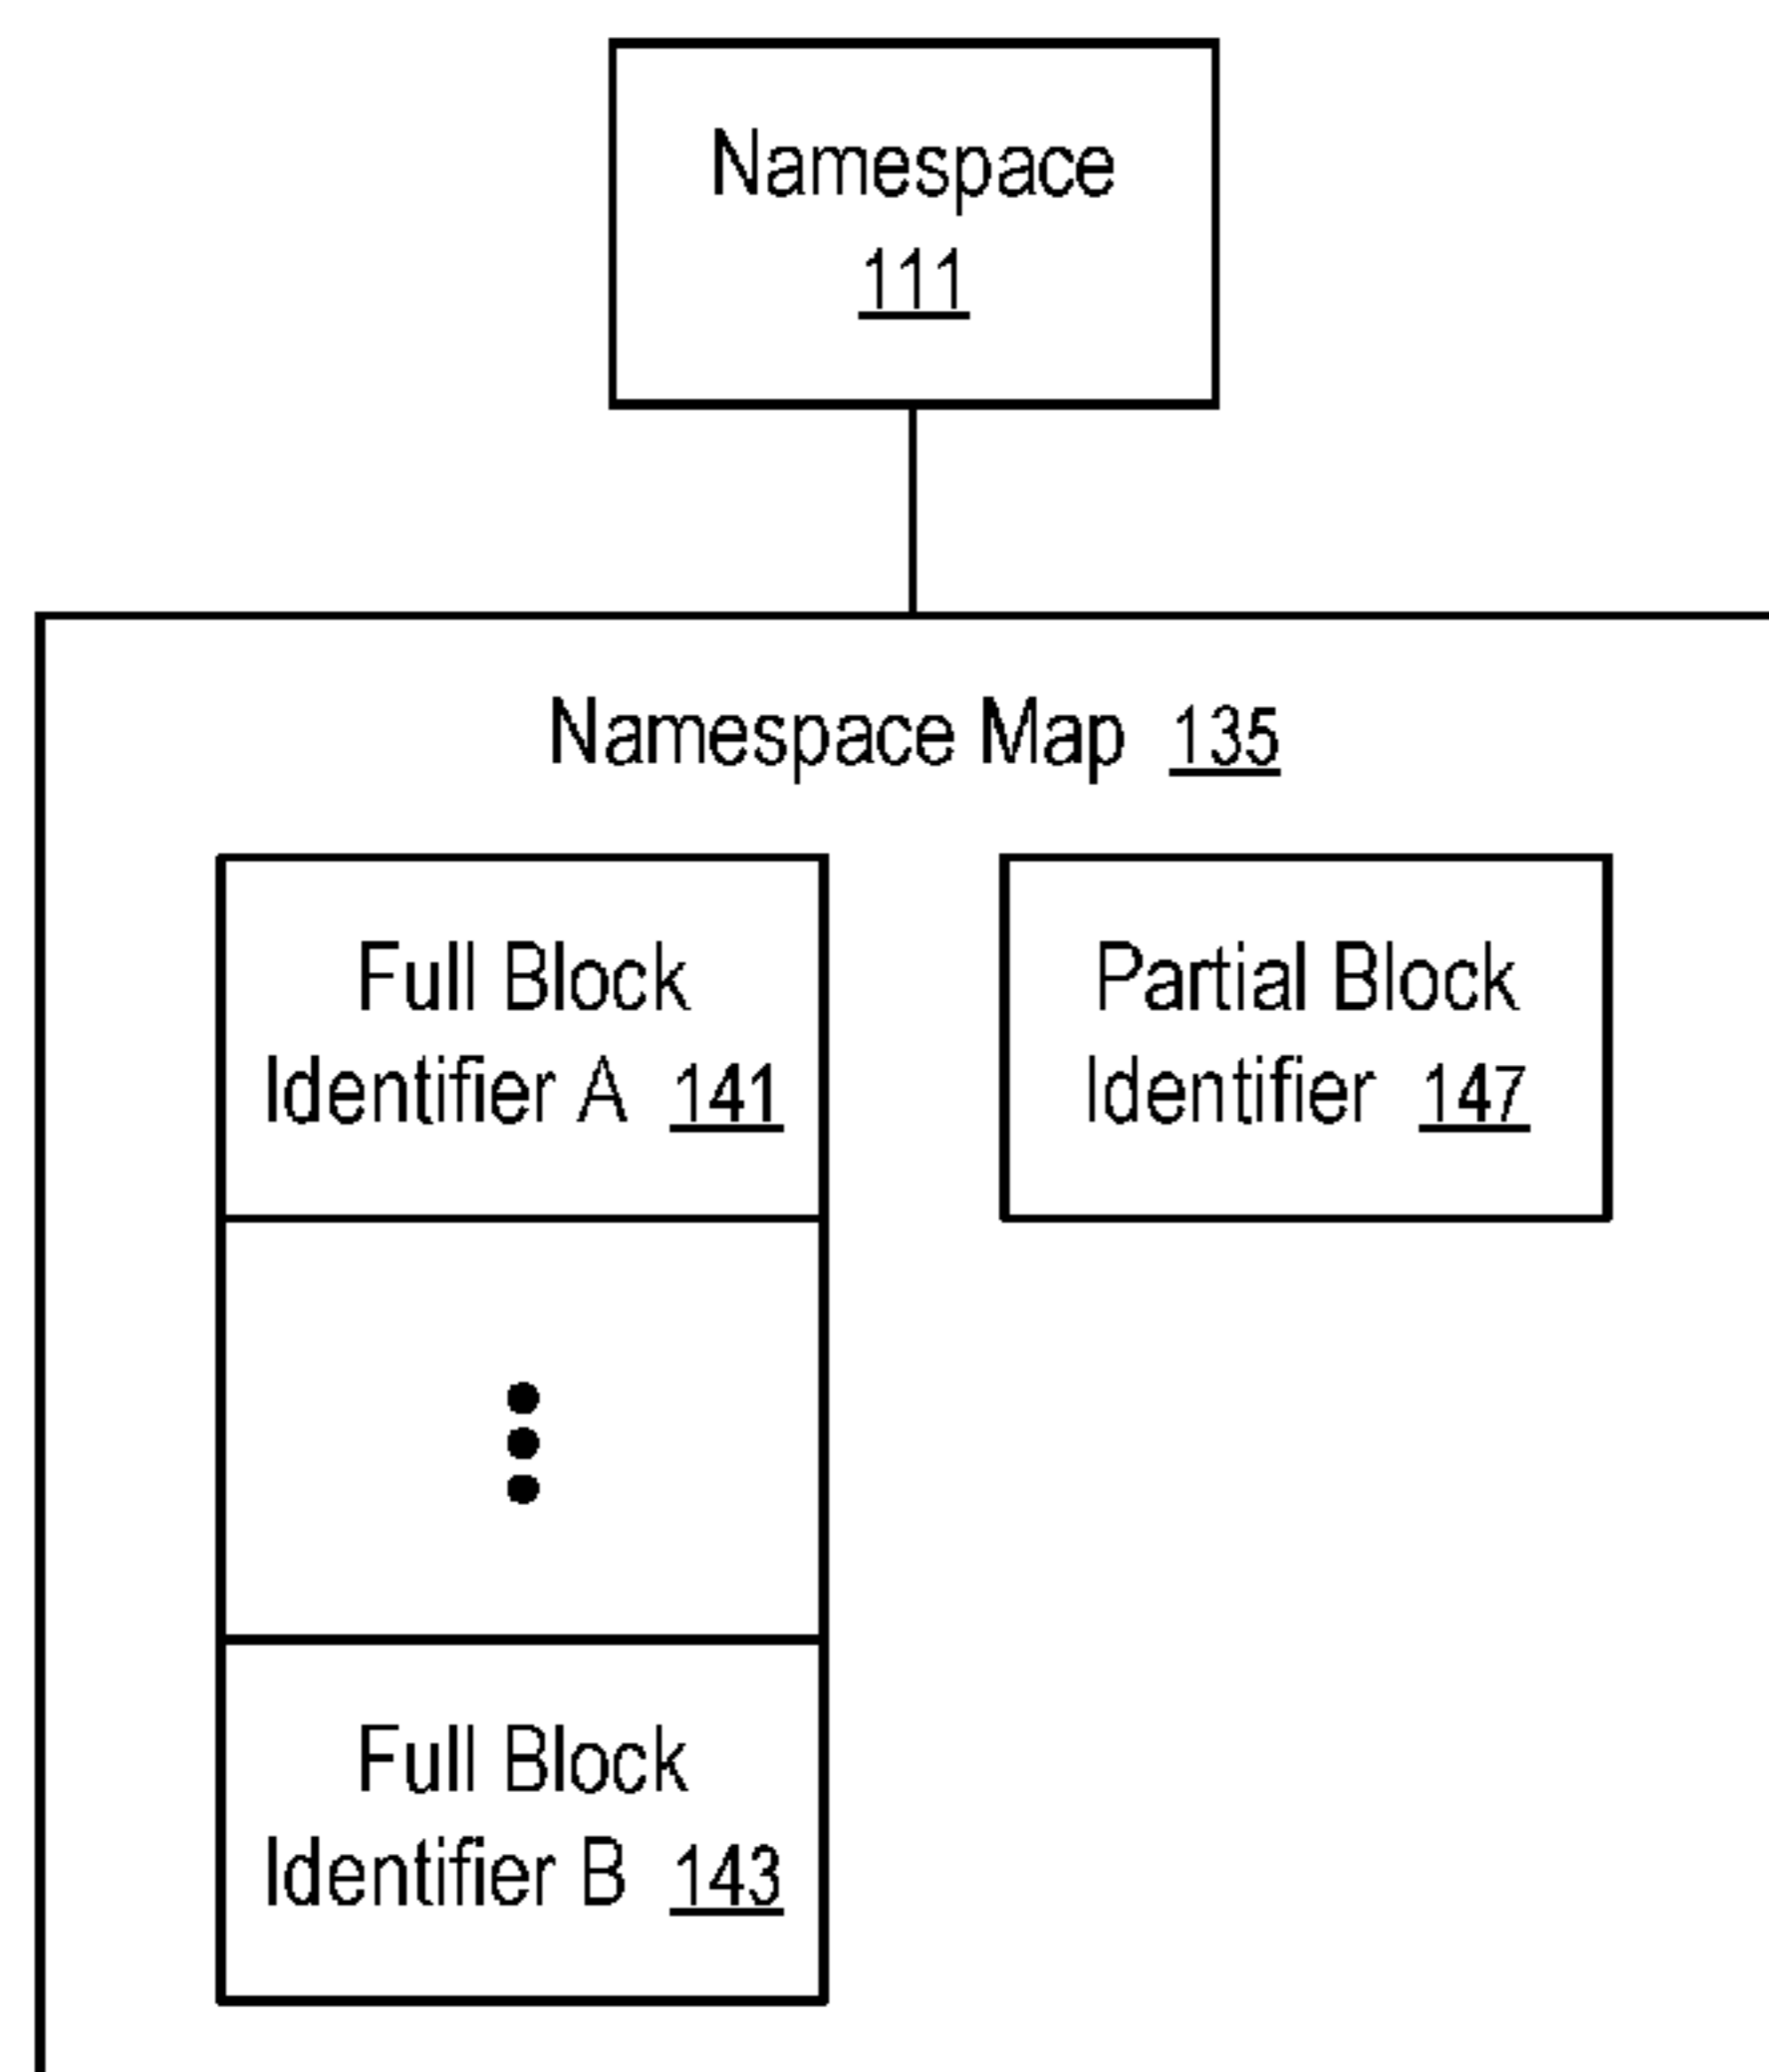 Namespace
111
Namespace Map 135
Full Block
Identifier A 141
Partial Block
Identifier 147
Full Block
Identifier B 143